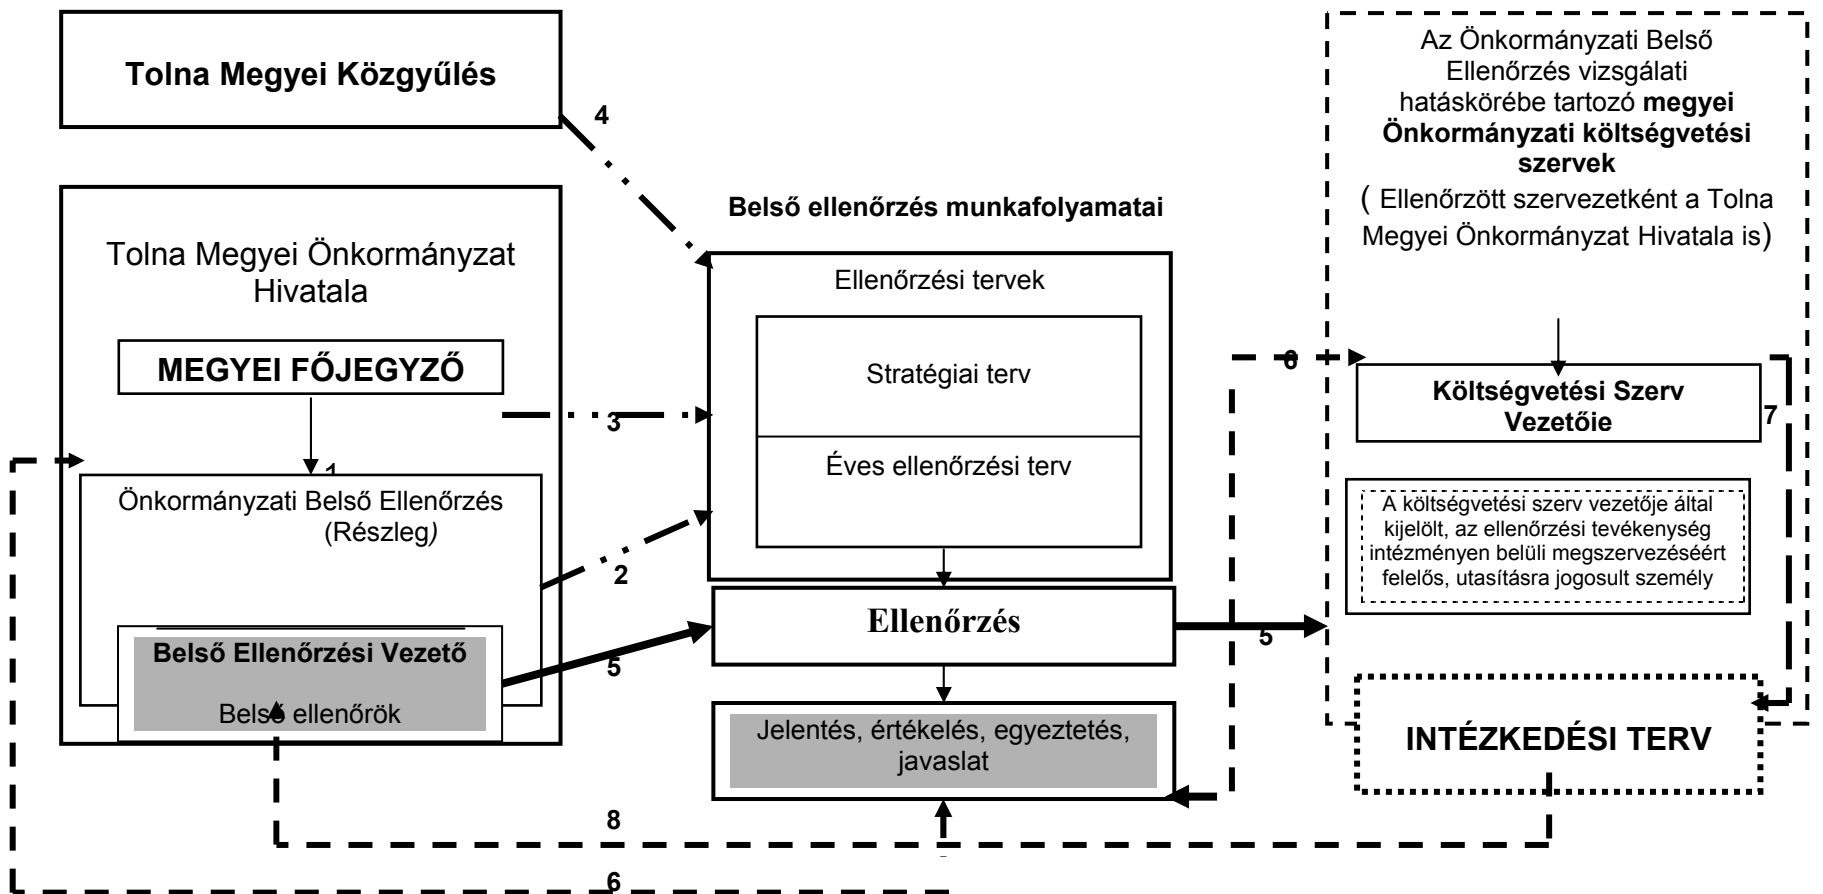 Tolna Megyei Közgyűlés
4
Tolna Megyei Önkormányzat
Hivatala
MEGYEI FŐJEGYZŐ
3
1
Önkormányzati Belső Ellenőrzés
(Részleg)
2
Belső Ellenőrzési Vezető
Belső ellenőrök
5
Belső ellenőrzés munkafolyamatai
Ellenőrzési tervek
Stratégiai terv
Éves ellenőrzési terv
Ellenőrzés
5
Jelentés, értékelés, egyeztetés,
javaslat
8
6
Az Önkormányzati Belső
Ellenőrzés vizsgálati
hatáskörébe tartozó megyei
Önkormányzati költségvetési
szervek
( Ellenőrzött szervezetként a Tolna
Megyei Önkormányzat Hivatala is)
6
Költségvetési Szerv
Vezetőie
7
A költségvetési szerv vezetője által
kijelölt, az ellenőrzési tevékenység
intézményen belüli megszervezéséért
felelős, utasításra jogosult személy
INTÉZKEDÉSI TERV